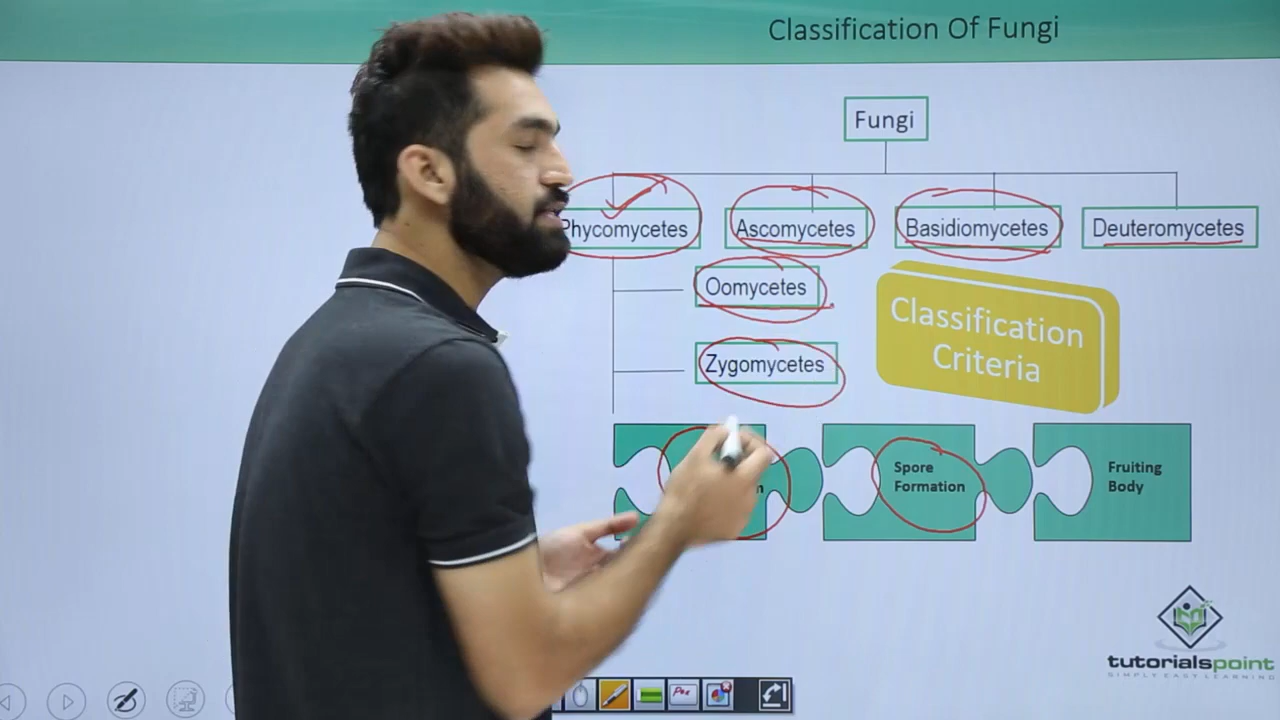 Classification Of Fungi
Fungi
Phycomycetes
Ascomycetes
Basidiomycetes
Deuteromycetes
Oomycetes
Zygomycetes
Classification
Criteria
Spore
Formation
Fruiting
Body
tutorialspoint
SIMPLY EASY LEARNING